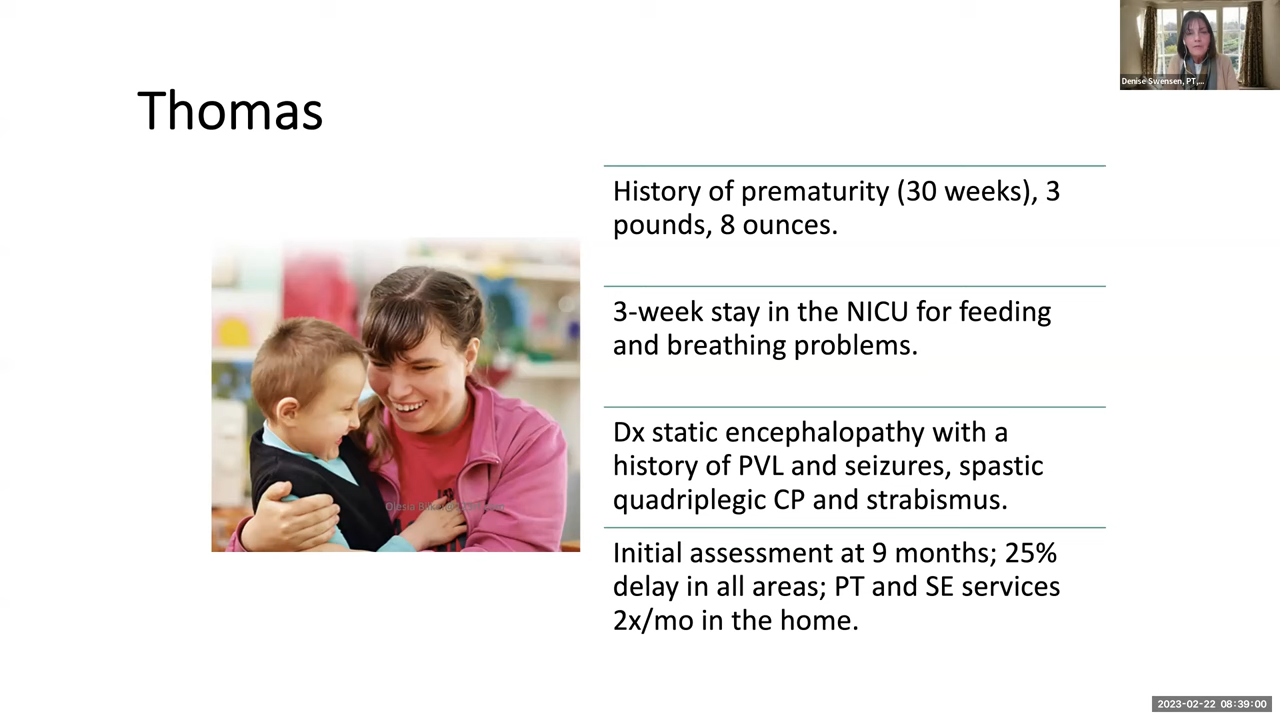 Denise Swensen, PT,...
Thomas
History of prematurity (30 weeks), 3
pounds, 8 ounces.
3-week stay in the NICU for feeding
and breathing problems.
Dx static encephalopathy with a
history of PVL and seizures, spastic
quadriplegic CP and strabismus.
Initial assessment at 9 months; 25%
delay in all areas; PT and SE services
2x/mo in the home.
Olesia
2023-02-22 08:39:00